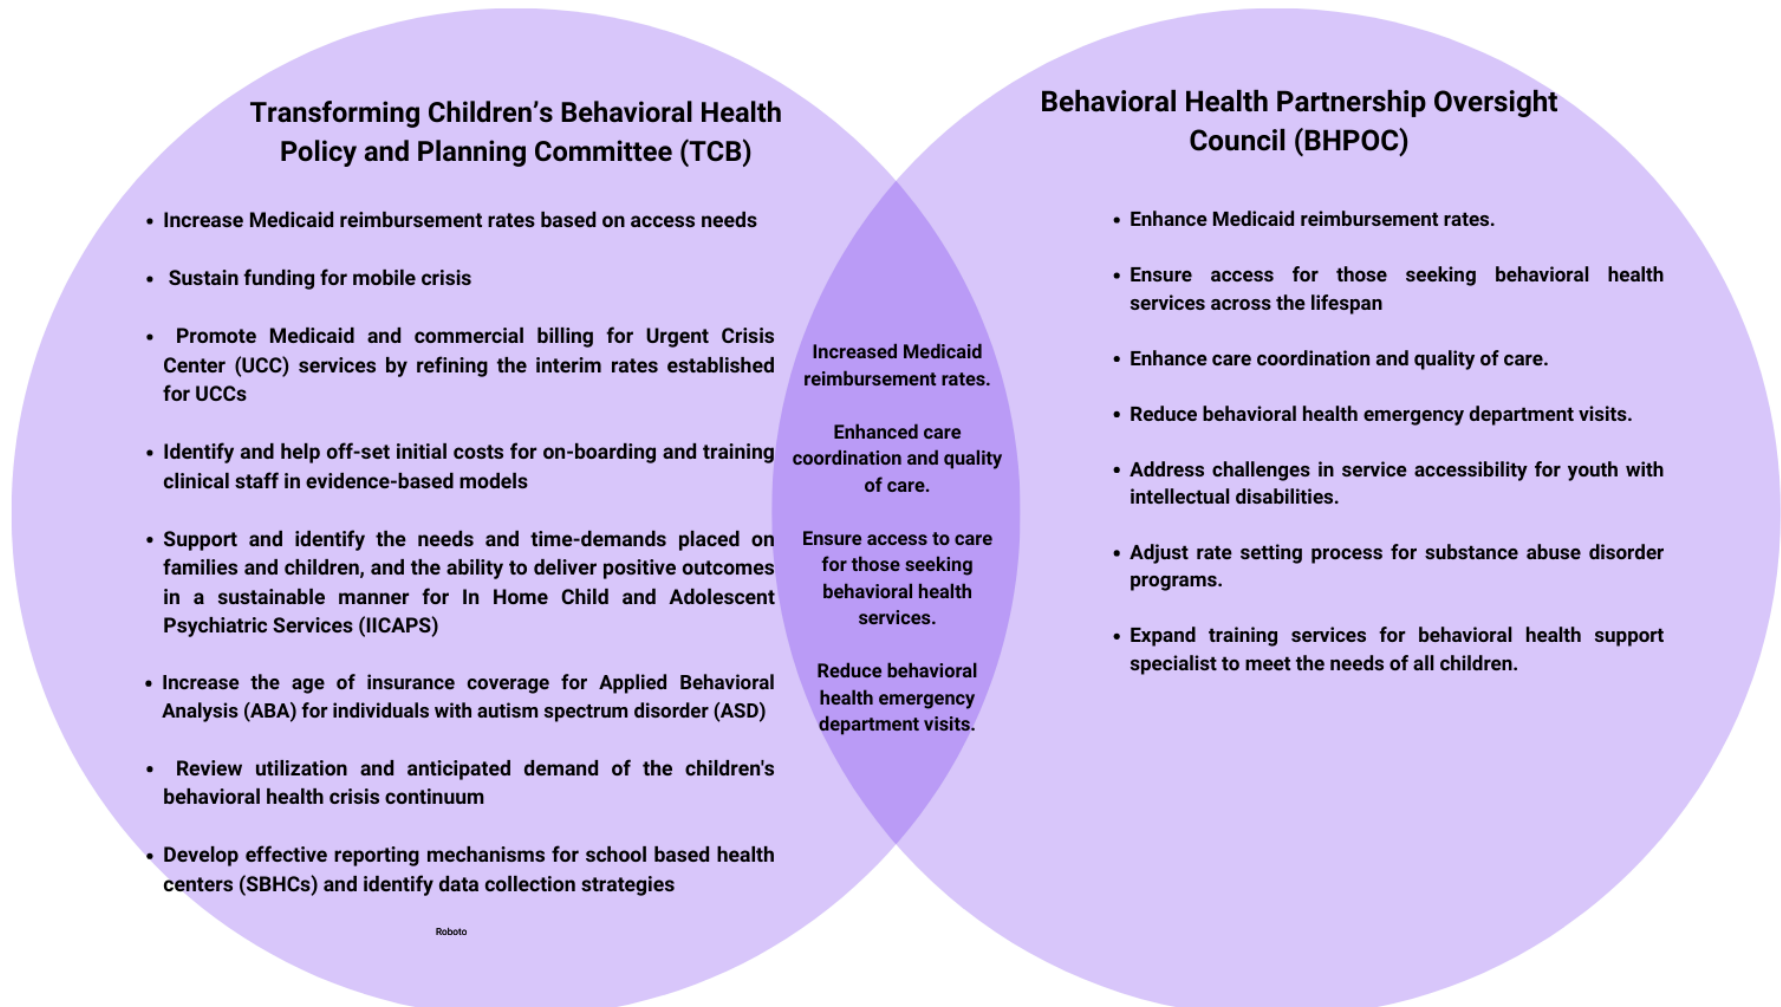 Transforming Children’s Behavioral Health
Policy and Planning Committee (TCB)
• Increase Medicaid reimbursement rates based on access needs
• Sustain funding for mobile crisis
• Promote Medicaid and commercial billing for Urgent Crisis
Center (UCC) services by refining the interim rates established
for UCCs
• Identify and help off-set initial costs for on-boarding and training
clinical staff in evidence-based models
• Support and identify the needs and time-demands placed on
families and children, and the ability to deliver positive outcomes
in a sustainable manner for In Home Child and Adolescent
Psychiatric Services (IICAPS)
• Increase the age of insurance coverage for Applied Behavioral
Analysis (ABA) for individuals with autism spectrum disorder (ASD)
• Review utilization and anticipated demand of the children's
behavioral health crisis continuum
• Develop effective reporting mechanisms for school based health
centers (SBHCs) and identify data collection strategies
Roboto
Increased Medicaid
reimbursement rates.
Enhanced care
coordination and quality
of care.
Ensure access to care
for those seeking
behavioral health
services.
Reduce behavioral
health emergency
department visits.
Behavioral Health Partnership Oversight
Council (BHPOC)
• Enhance Medicaid reimbursement rates.
• Ensure access for those seeking behavioral health
services across the lifespan
• Enhance care coordination and quality of care.
• Reduce behavioral health emergency department visits.
• Address challenges in service accessibility for youth with
intellectual disabilities.
• Adjust rate setting process for substance abuse disorder
programs.
• Expand training services for behavioral health support
specialist to meet the needs of all children.